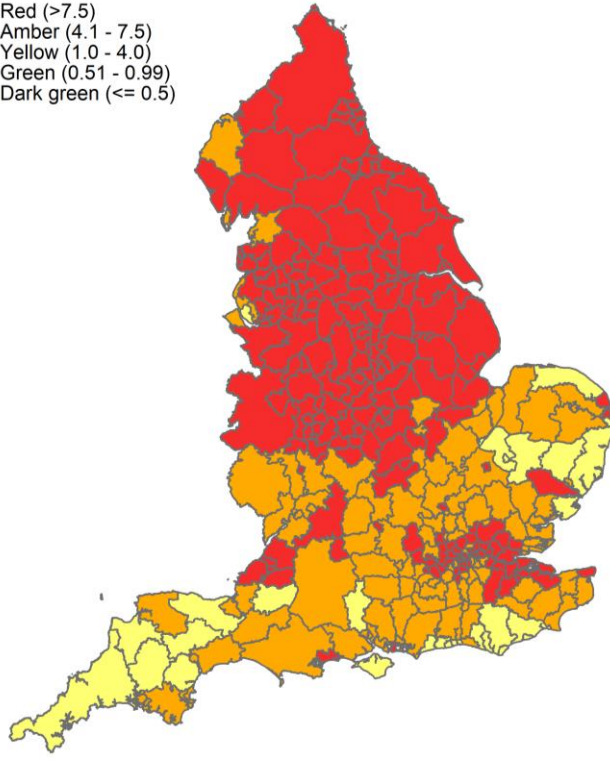 Red (>7.5)
Amber (4.1 - 7.5)
Yellow (1.0 - 4.0)
Green (0.51 - 0.99)
Dark green (<= 0.5)